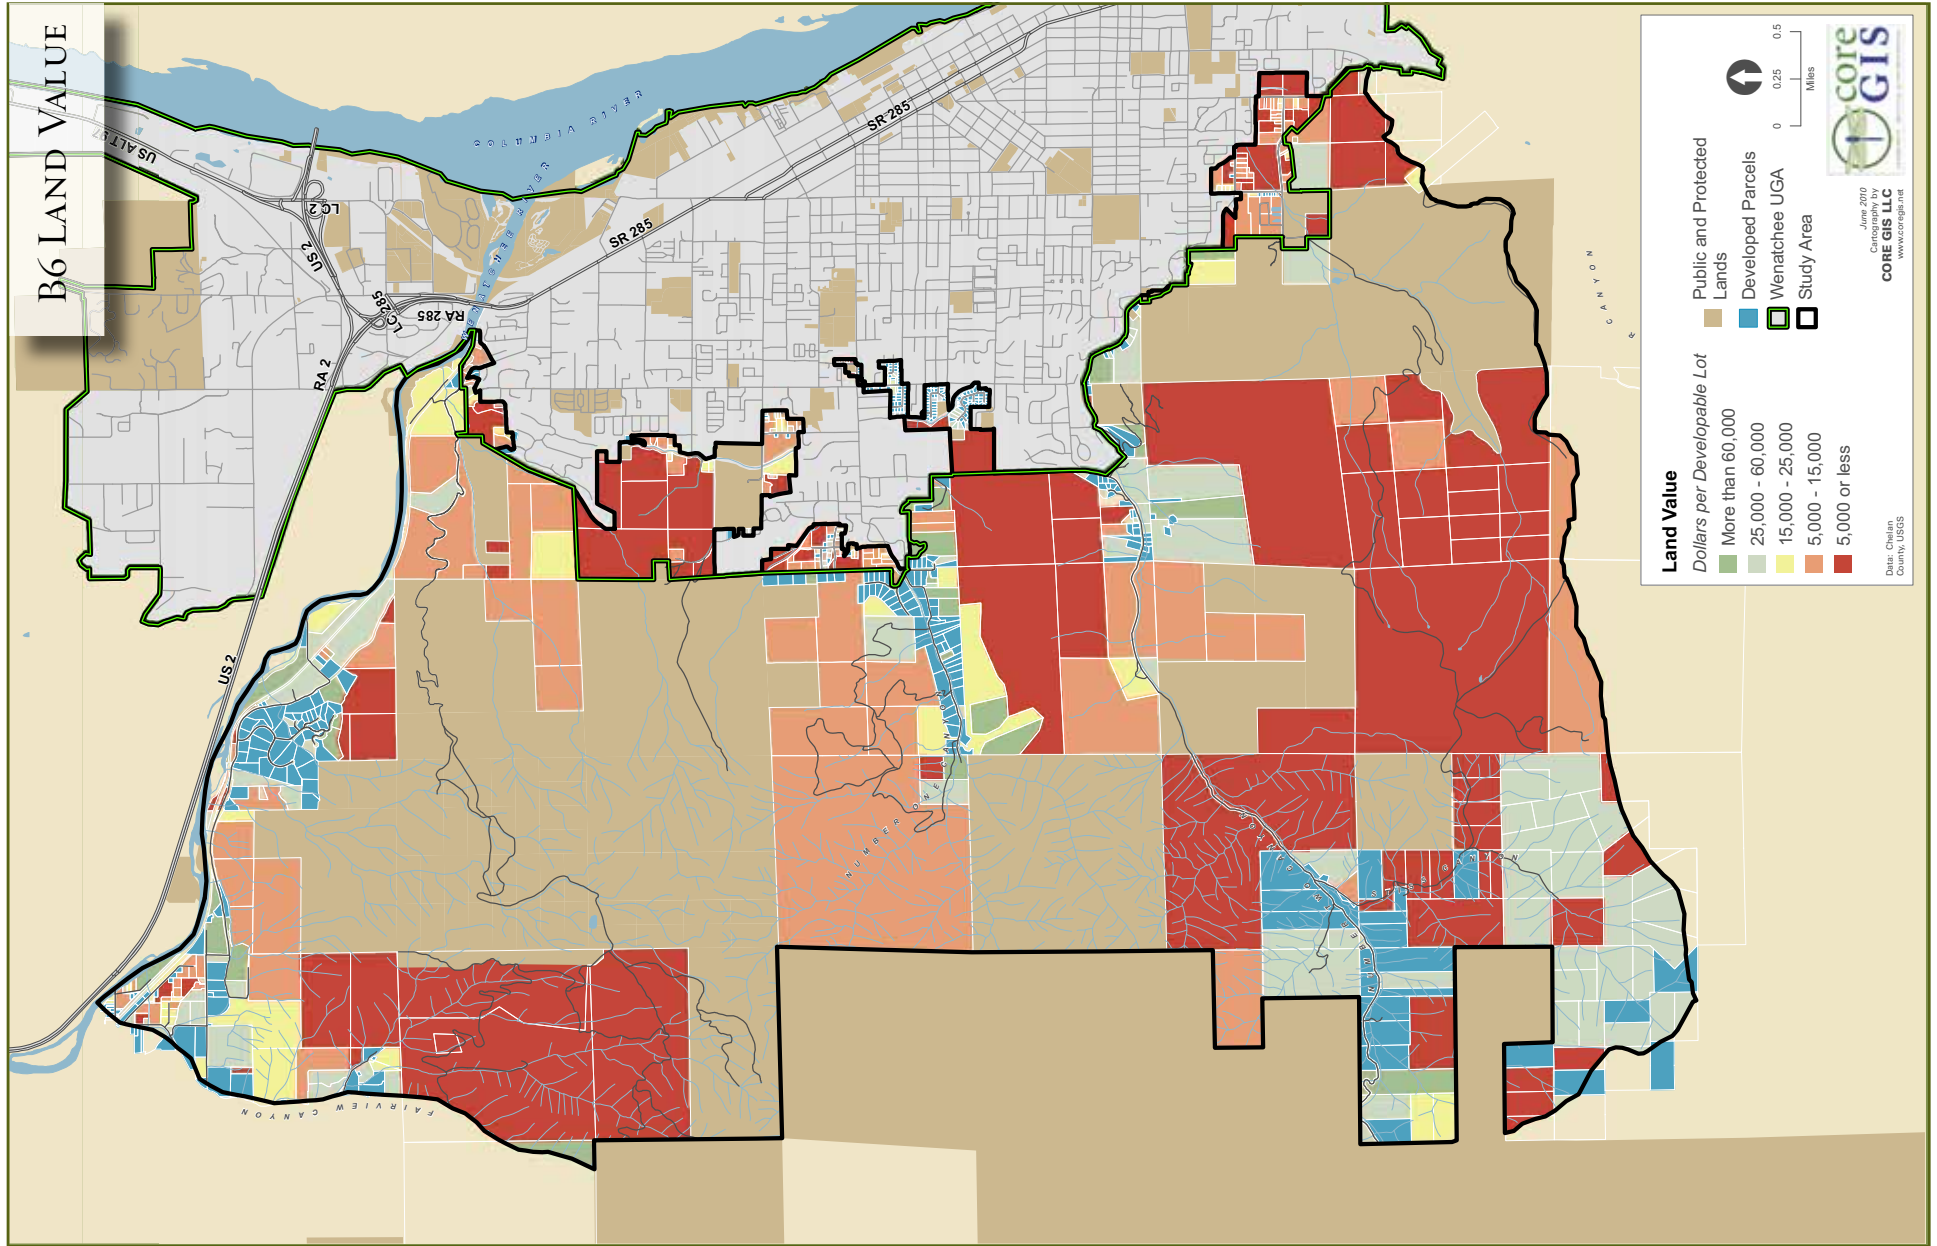 B6 LAND VALUE
US ALT 97
US 2
LC 2
LC 285
RA 285
RA 2
US 2
SR 285
SR 285
COLUMBIA RIVER
WENATCHEE RIVER
NUMBER ONE CANYON
NUMBER TWO CANYON
FAIRVIEW CANYON
CANYON
R
Land Value
Dollars per Developable Lot
More than 60,000
25,000 - 60,000
15,000 - 25,000
5,000 - 15,000
5,000 or less
Public and Protected
Lands
Developed Parcels
Wenatchee UGA
Study Area
0 0.25 0.5
Miles
Data: Chelan
County, USGS
June 2010
Cartography by
CORE GIS LLC
www.coregis.net
core
GIS